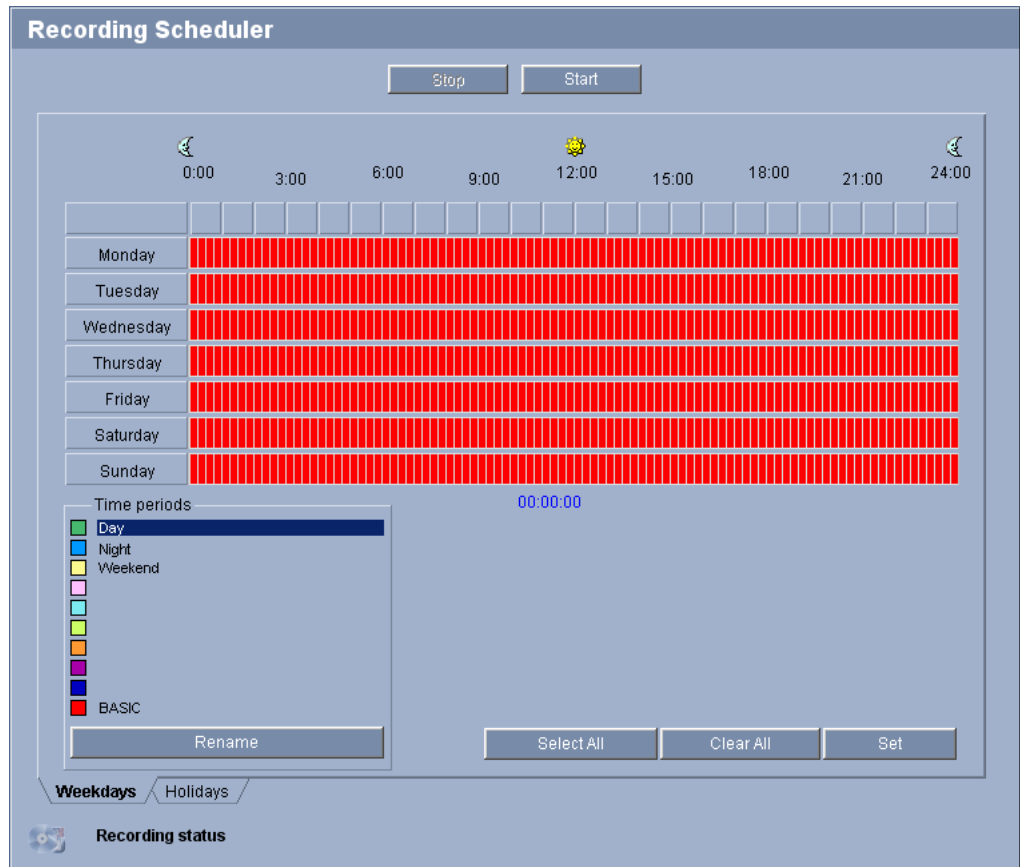 Recording Scheduler
Stop Start
0:00 3:00 6:00 9:00 12:00 15:00 18:00 21:00 24:00
Monday
Tuesday
Wednesday
Thursday
Friday
Saturday
Sunday
Time periods
00:00:00
Day
Night
Weekend
BASIC
Rename
Select All Clear All Set
Weekdays Holidays
Recording status